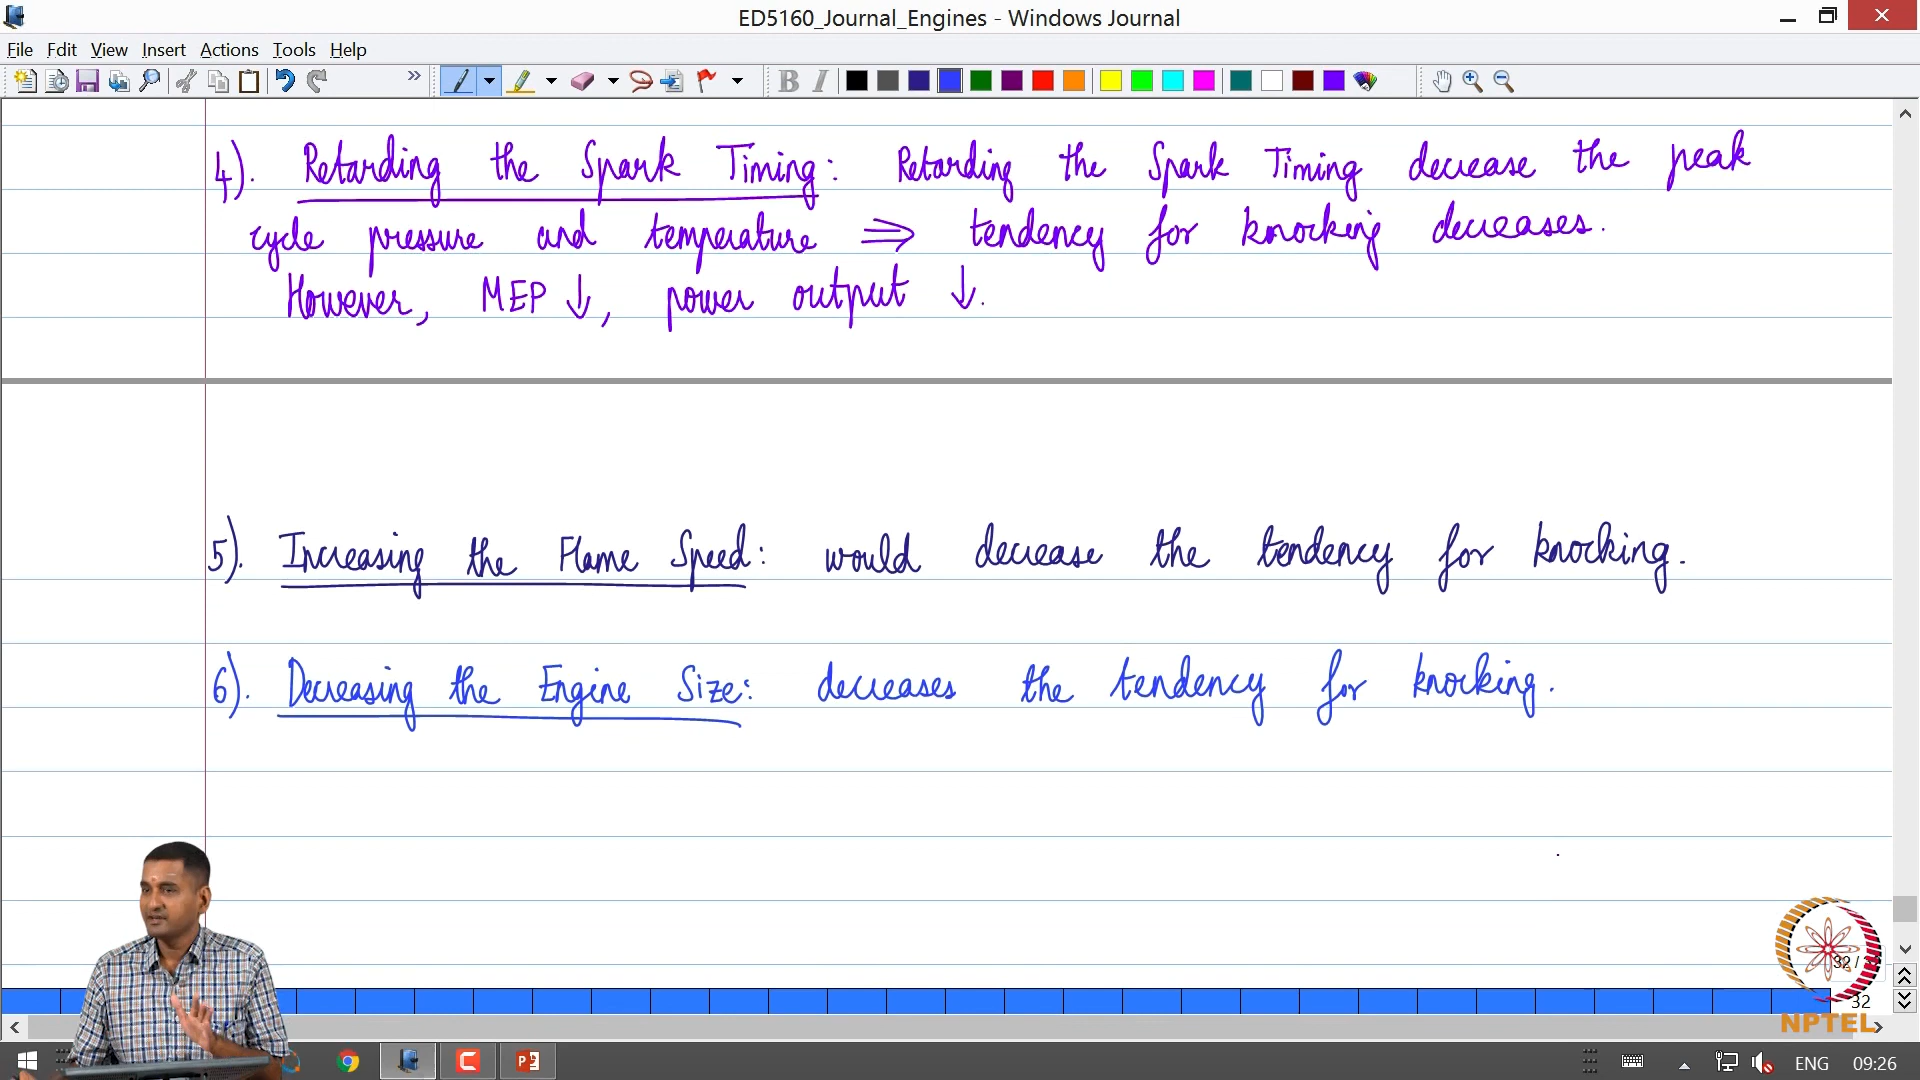 ED5160_Journal_Engines - Windows Journal
File Edit View Insert Actions Tools Help
4). Retarding the Spark Timing: Retarding the Spark Timing decrease the peak
cycle pressure and temperature ⇒ tendency for knocking decreases.
However, MEP ↓, power output ↓.
5). Increasing the Flame Speed: would decrease the tendency for knocking.
6). Decreasing the Engine Size: decreases the tendency for knocking.
32
NPTEL
ENG 09:26